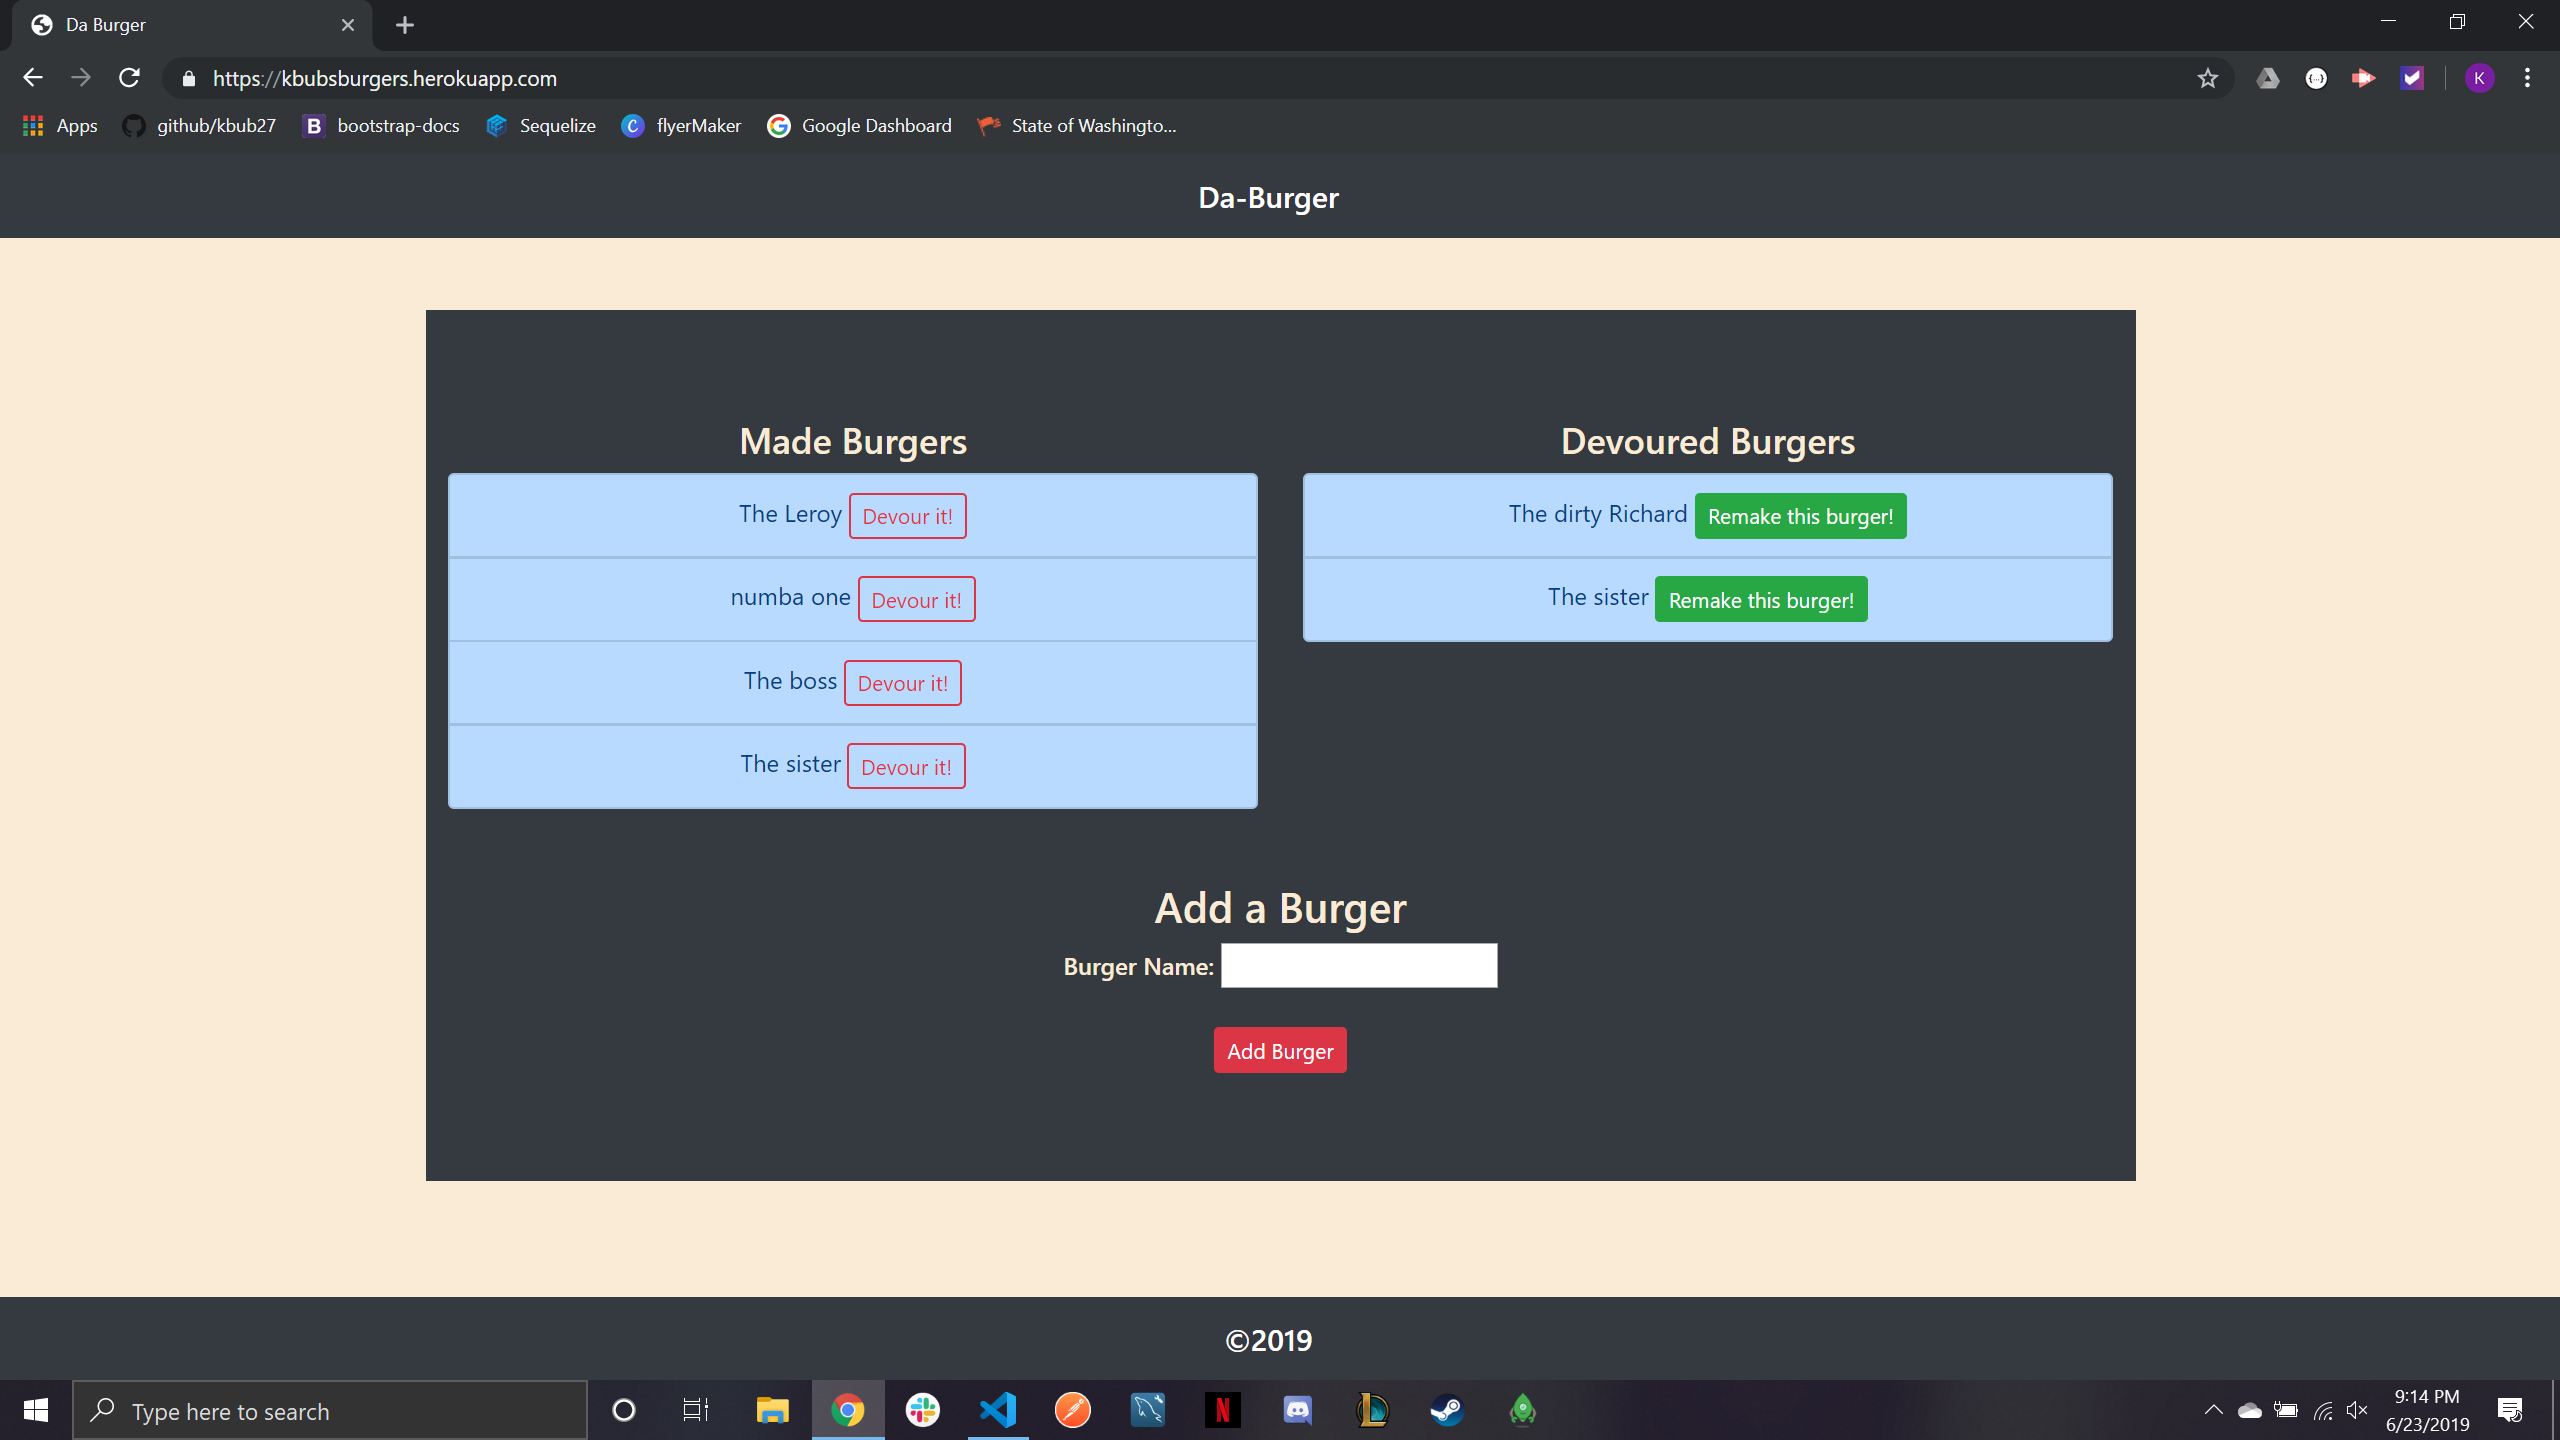 Da Burger
https://kbubsburgers.herokuapp.com
K
Apps
github/kbub27
B
bootstrap-docs
Sequelize
C
flyerMaker
G
Google Dashboard
State of Washingto...
Da-Burger
Made Burgers
The Leroy Devour it!
numba one Devour it!
The boss Devour it!
The sister Devour it!
Devoured Burgers
The dirty Richard Remake this burger!
The sister Remake this burger!
Add a Burger
Burger Name:
Add Burger
©2019
Type here to search
N
L
9:14 PM
6/23/2019